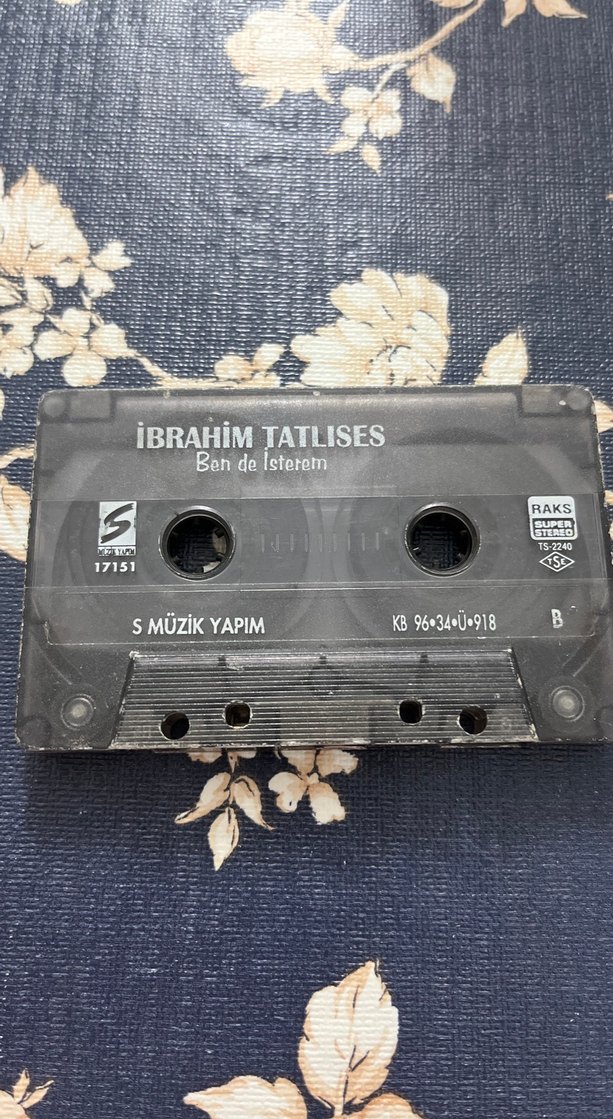 İBRAHİM TATLISES
Ben de İsterem
S
MÜZİK YAPIM
17151
RAKS
SUPER
STEREO
TS-2240
TSE
S MÜZİK YAPIM
KB 96•34•Ü•918
B